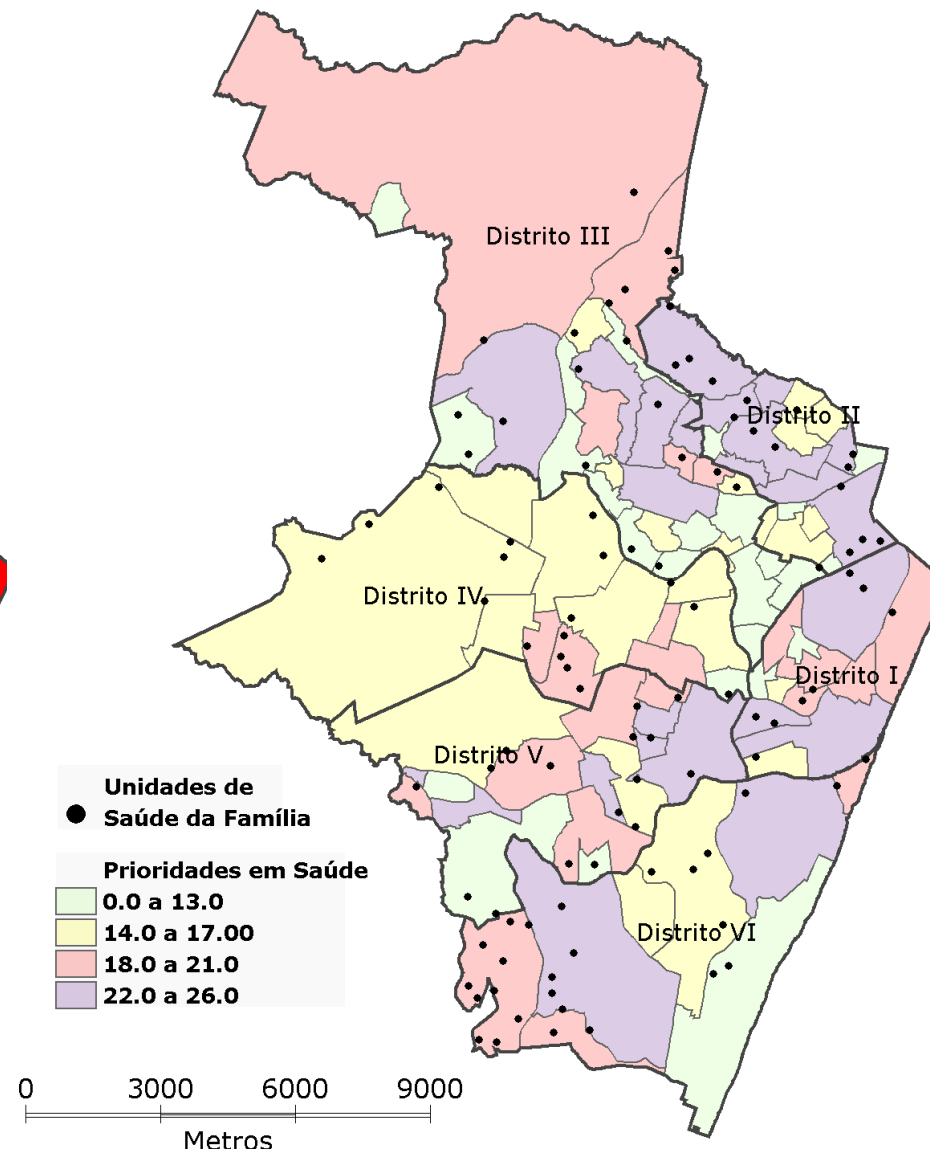 Distrito III
Distrito II
Distrito IV
Distrito I
Distrito V
Distrito VI
Unidades de
Saúde da Família
Prioridades em Saúde
0.0 a 13.0
14.0 a 17.00
18.0 a 21.0
22.0 a 26.0
0 3000 6000 9000
Metros